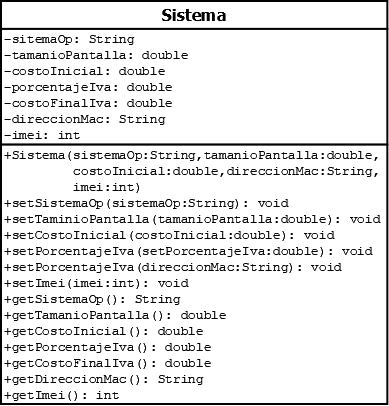 Sistema
-sitemaOp: String
-tamanioPantalla: double
-costoInicial: double
-porcentajeIva: double
-costoFinalIva: double
-direccionMac: String
-imei: int
+Sistema(sistemaOp:String,tamanioPantalla:double,
costoInicial:double,direccionMac:String,
imei:int)
+setSistemaOp(sistemaOp:String): void
+setTaminioPantalla(tamanioPantalla:double): void
+setCostoInicial(costoInicial:double): void
+setPorcentajeIva(setPorcentajeIva:double): void
+setPorcentajeIva(direccionMac:String): void
+setImei(imei:int): void
+getSistemaOp(): String
+getTamanioPantalla(): double
+getCostoInicial(): double
+getPorcentajeIva(): double
+getCostoFinalIva(): double
+getDireccionMac(): String
+getImei(): int